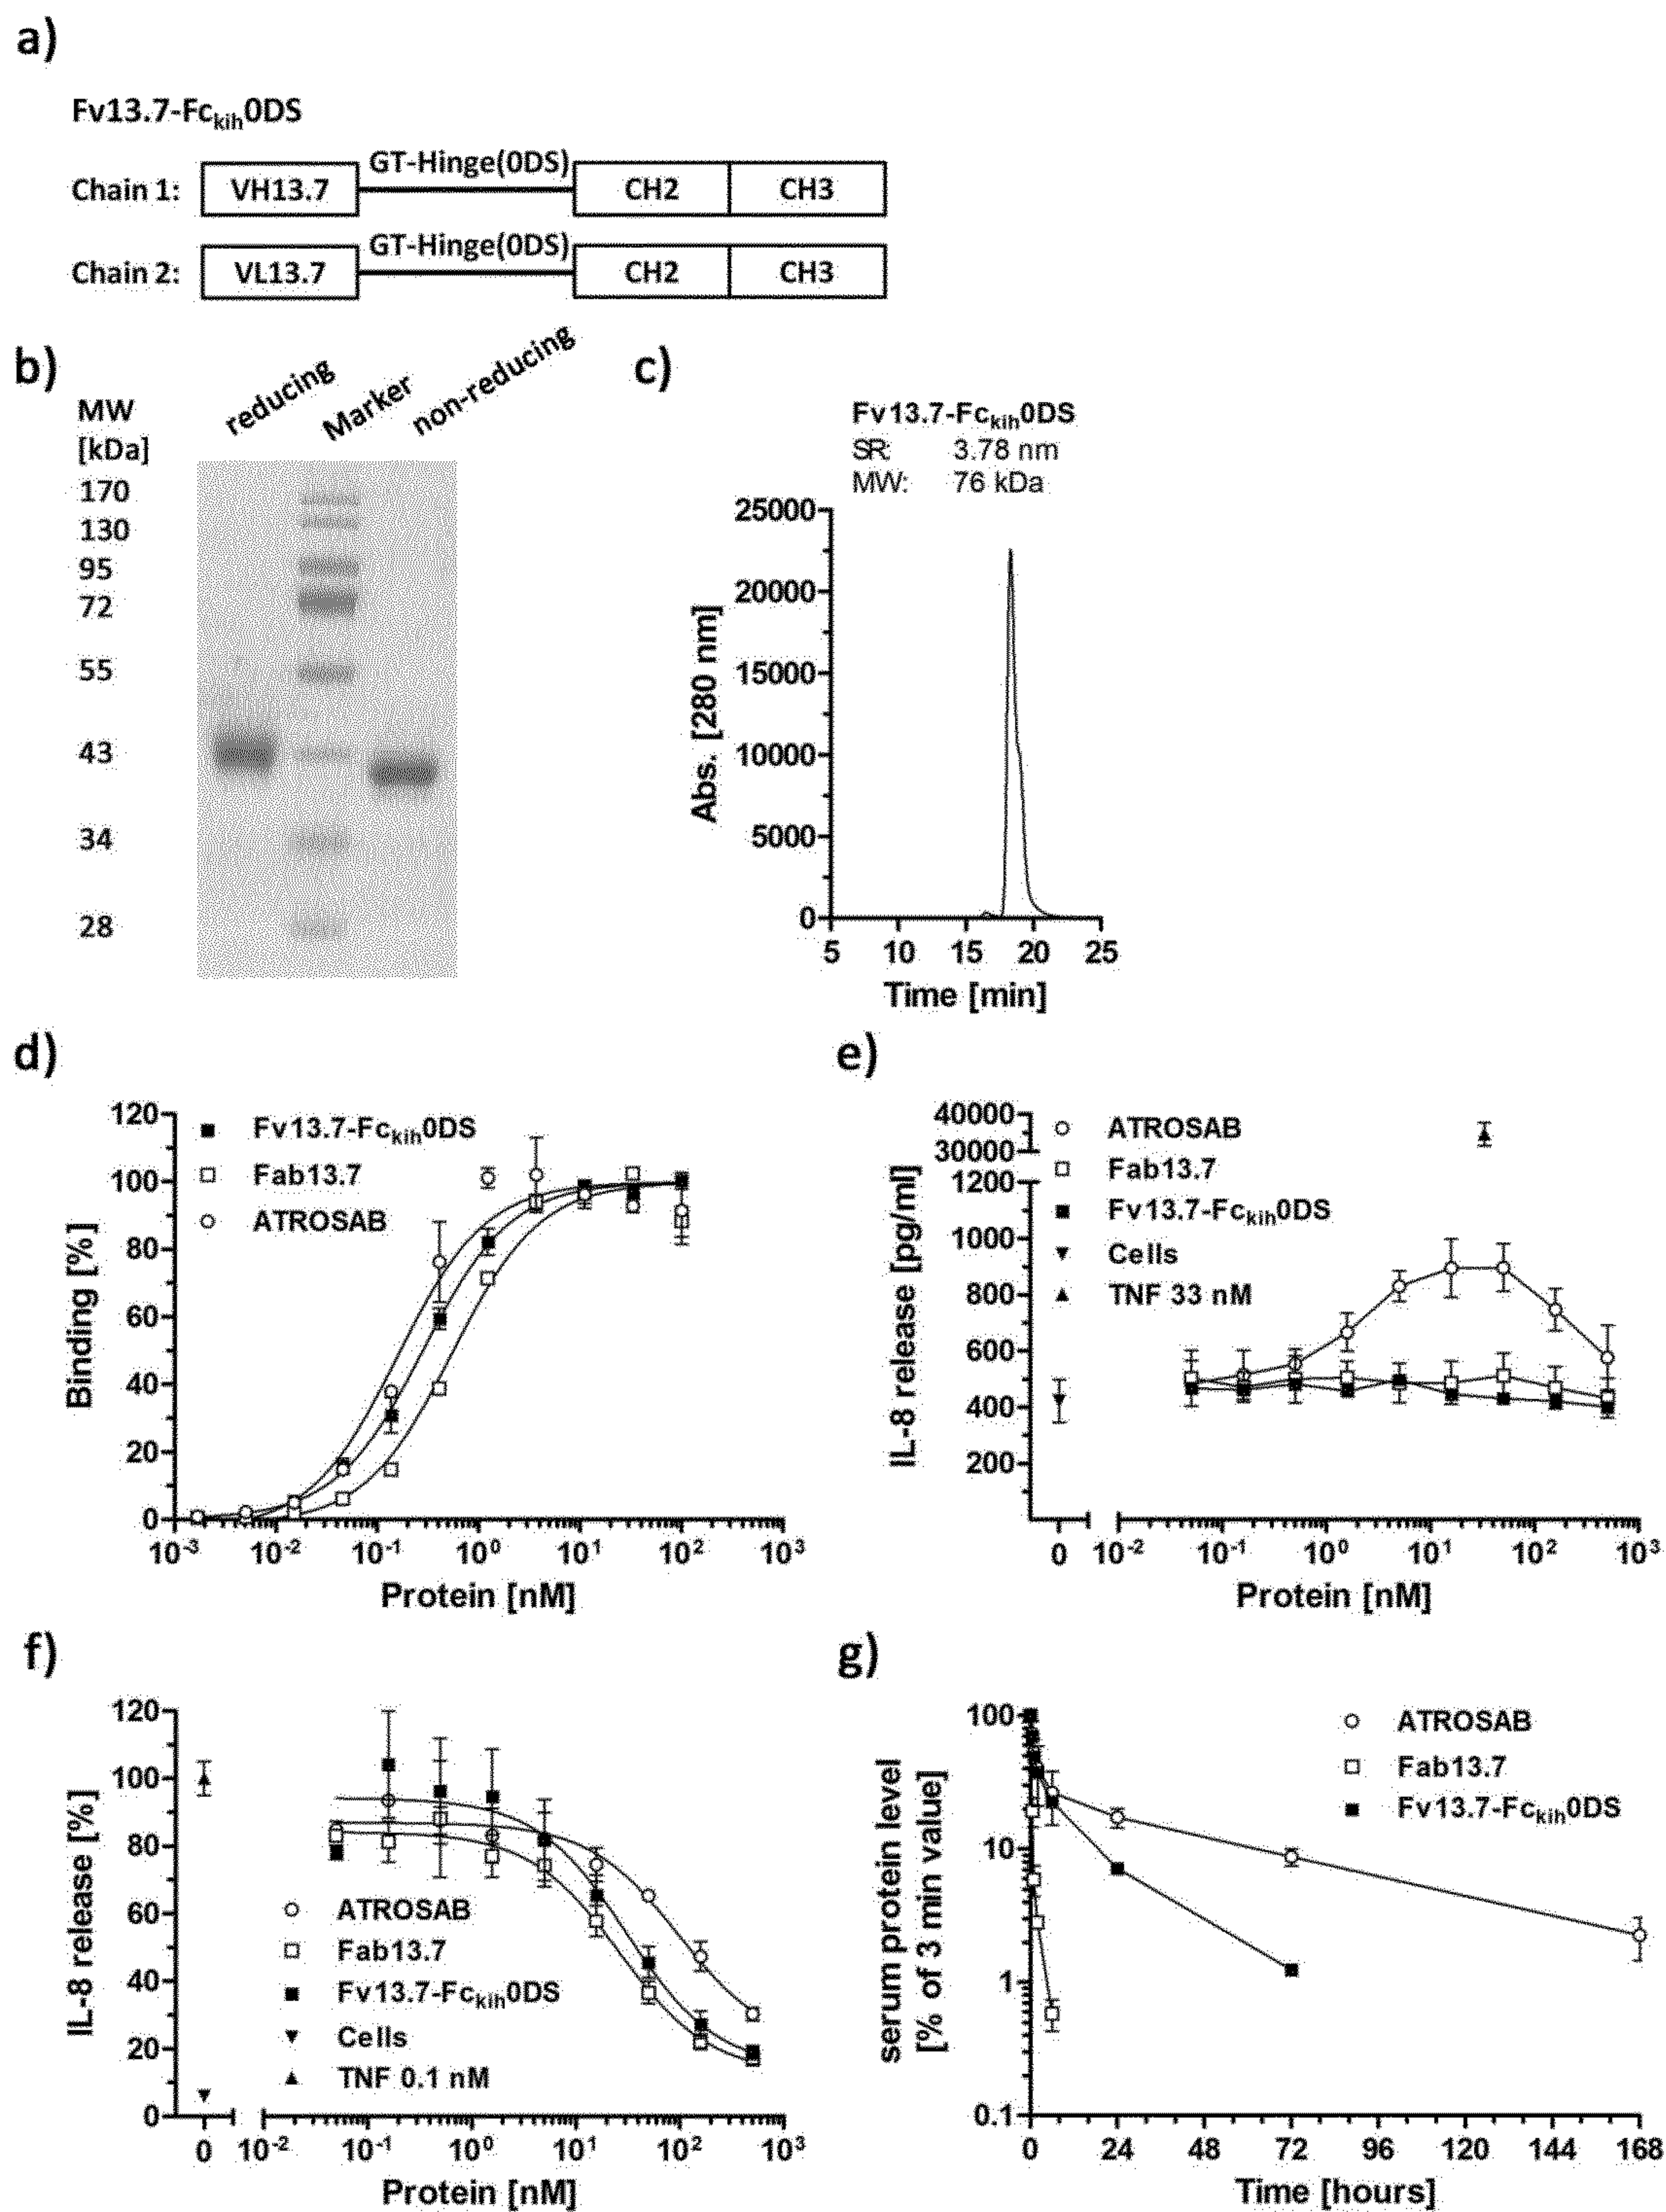 a)
Fv13.7-Fckih0DS
Chain 1: VH13.7 GT-Hinge(0DS) CH2 CH3
Chain 2: VL13.7 GT-Hinge(0DS) CH2 CH3
b)
MW
[kDa]
reducing Marker non-reducing
170
130
95
72
55
43
34
28
c)
Fv13.7-Fckih0DS
SR: 3.78 nm
MW: 76 kDa
Abs. [280 nm]
25000
20000
15000
10000
5000
0
5 10 15 20 25
Time [min]
d)
Binding [%]
120
100
80
60
40
20
0
Fv13.7-Fckih0DS
Fab13.7
ATROSAB
10-3 10-2 10-1 100 101 102 103
Protein [nM]
e)
IL-8 release [pg/ml]
40000
30000
1200
1000
800
600
400
200
ATROSAB
Fab13.7
Fv13.7-Fckih0DS
Cells
TNF 33 nM
0 10-2 10-1 100 101 102 103
Protein [nM]
f)
IL-8 release [%]
120
100
80
60
40
20
0
ATROSAB
Fab13.7
Fv13.7-Fckih0DS
Cells
TNF 0.1 nM
0 10-2 10-1 100 101 102 103
Protein [nM]
g)
serum protein level
[% of 3 min value]
100
10
1
0.1
ATROSAB
Fab13.7
Fv13.7-Fckih0DS
0 24 48 72 96 120 144 168
Time [hours]